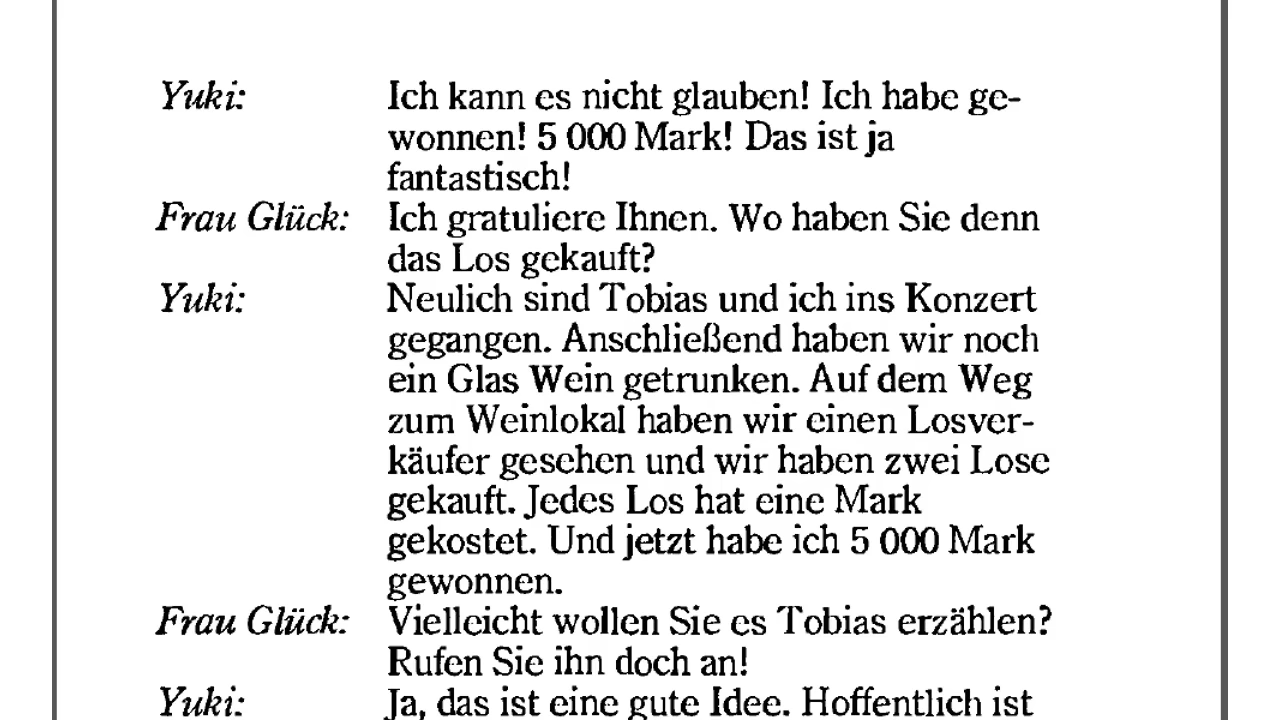 Yuki: Ich kann es nicht glauben! Ich habe ge-
wonnen! 5 000 Mark! Das ist ja
fantastisch!
Frau Glück: Ich gratuliere Ihnen. Wo haben Sie denn
das Los gekauft?
Yuki: Neulich sind Tobias und ich ins Konzert
gegangen. Anschließend haben wir noch
ein Glas Wein getrunken. Auf dem Weg
zum Weinlokal haben wir einen Losver-
käufer gesehen und wir haben zwei Lose
gekauft. Jedes Los hat eine Mark
gekostet. Und jetzt habe ich 5 000 Mark
gewonnen.
Frau Glück: Vielleicht wollen Sie es Tobias erzählen?
Rufen Sie ihn doch an!
Yuki: Ja, das ist eine gute Idee. Hoffentlich ist